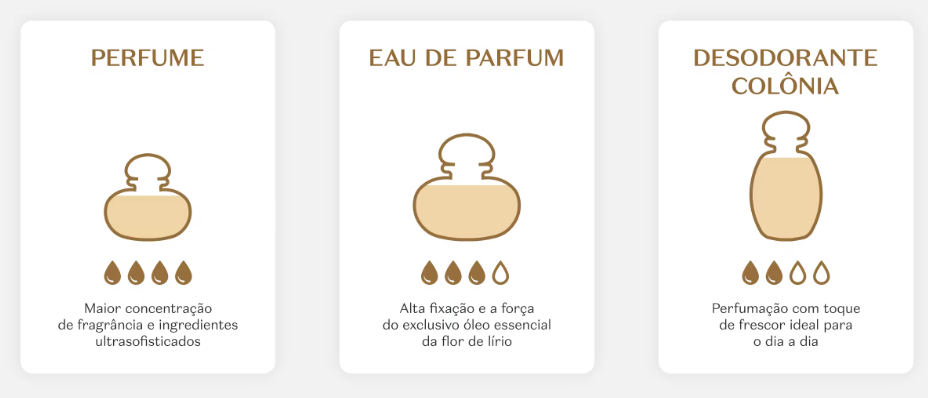 PERFUME
Maior concentração
de fragrância e ingredientes
ultrasofisticados
EAU DE PARFUM
Alta fixação e a força
do exclusivo óleo essencial
da flor de lírio
DESODORANTE
COLÔNIA
Perfumação com toque
de frescor ideal para
o dia a dia